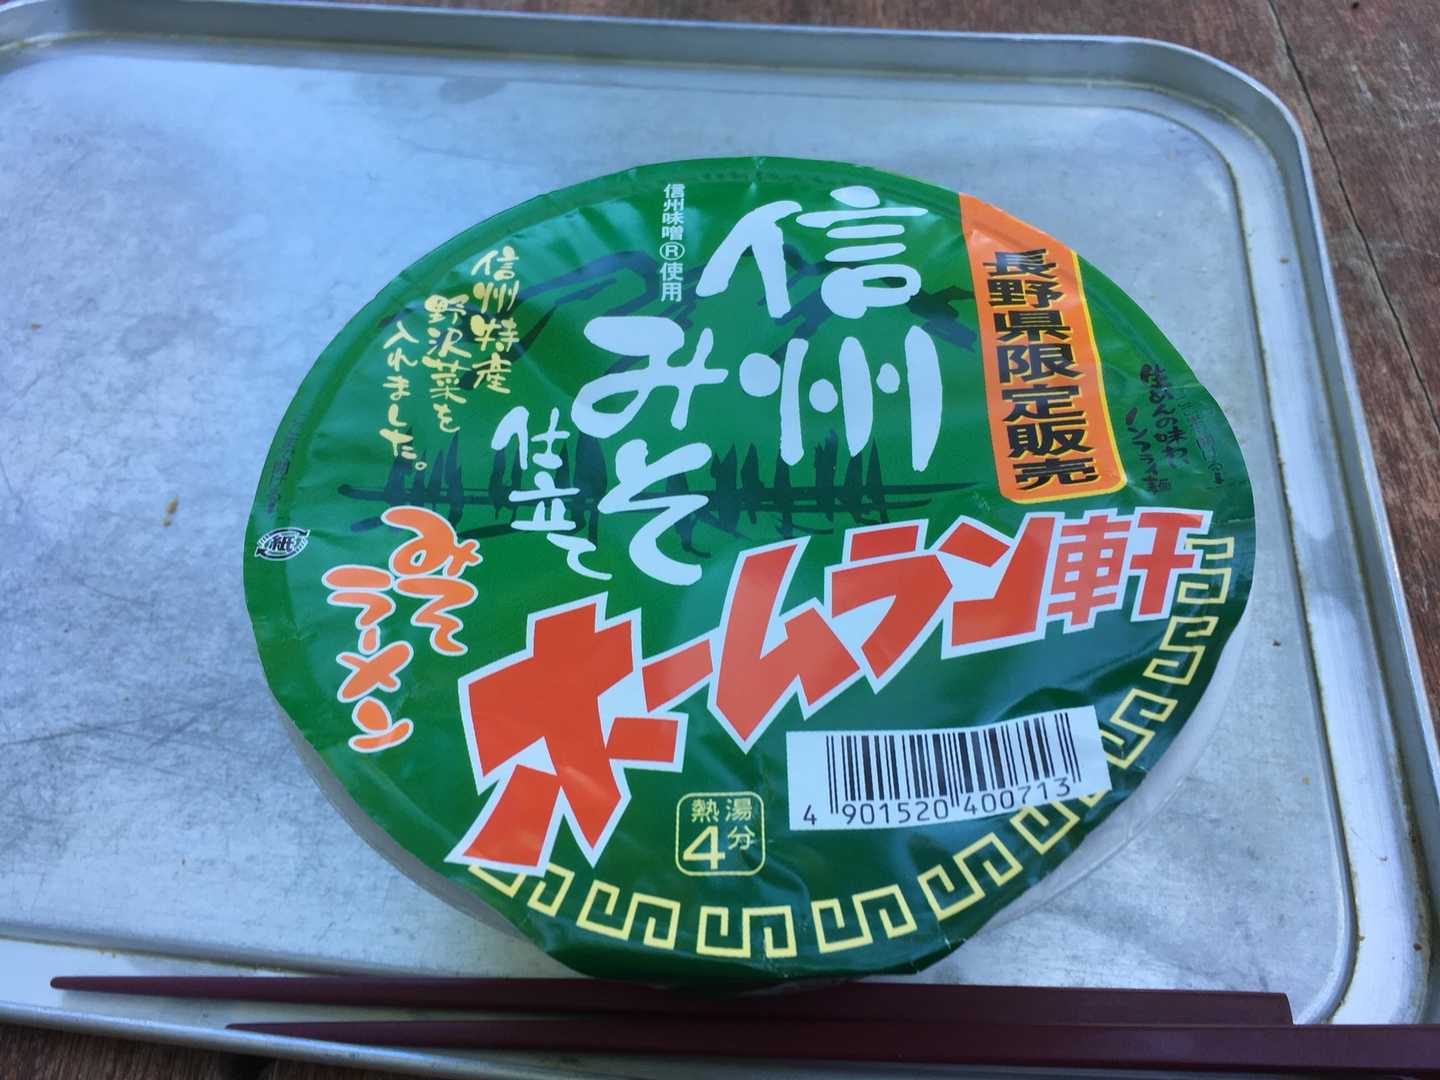 長野県限定販売
信州
みそ
仕立て
信州味噌Ⓡ使用
信州特産
野沢菜を
入れました。
生めんの味わい
ノンフライ麺
ホームラン軒
みそ
ラーメン
紙
熱湯
4分
4 901520 400713